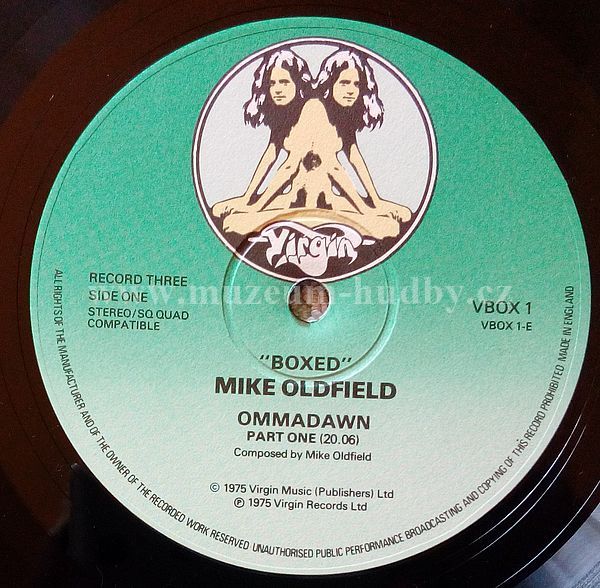 Virgin
RECORD THREE
SIDE ONE
STEREO/SQ QUAD
COMPATIBLE
www.muzeum-hudby.cz
VBOX 1
VBOX 1-E
"BOXED"
MIKE OLDFIELD
OMMADAWN
PART ONE (20.06)
Composed by Mike Oldfield
© 1975 Virgin Music (Publishers) Ltd
℗ 1975 Virgin Records Ltd
ALL RIGHTS OF THE MANUFACTURER AND OF THE OWNER OF THE RECORDED WORK RESERVED UNAUTHORISED PUBLIC PERFORMANCE BROADCASTING AND COPYING OF THIS RECORD PROHIBITED MADE IN ENGLAND